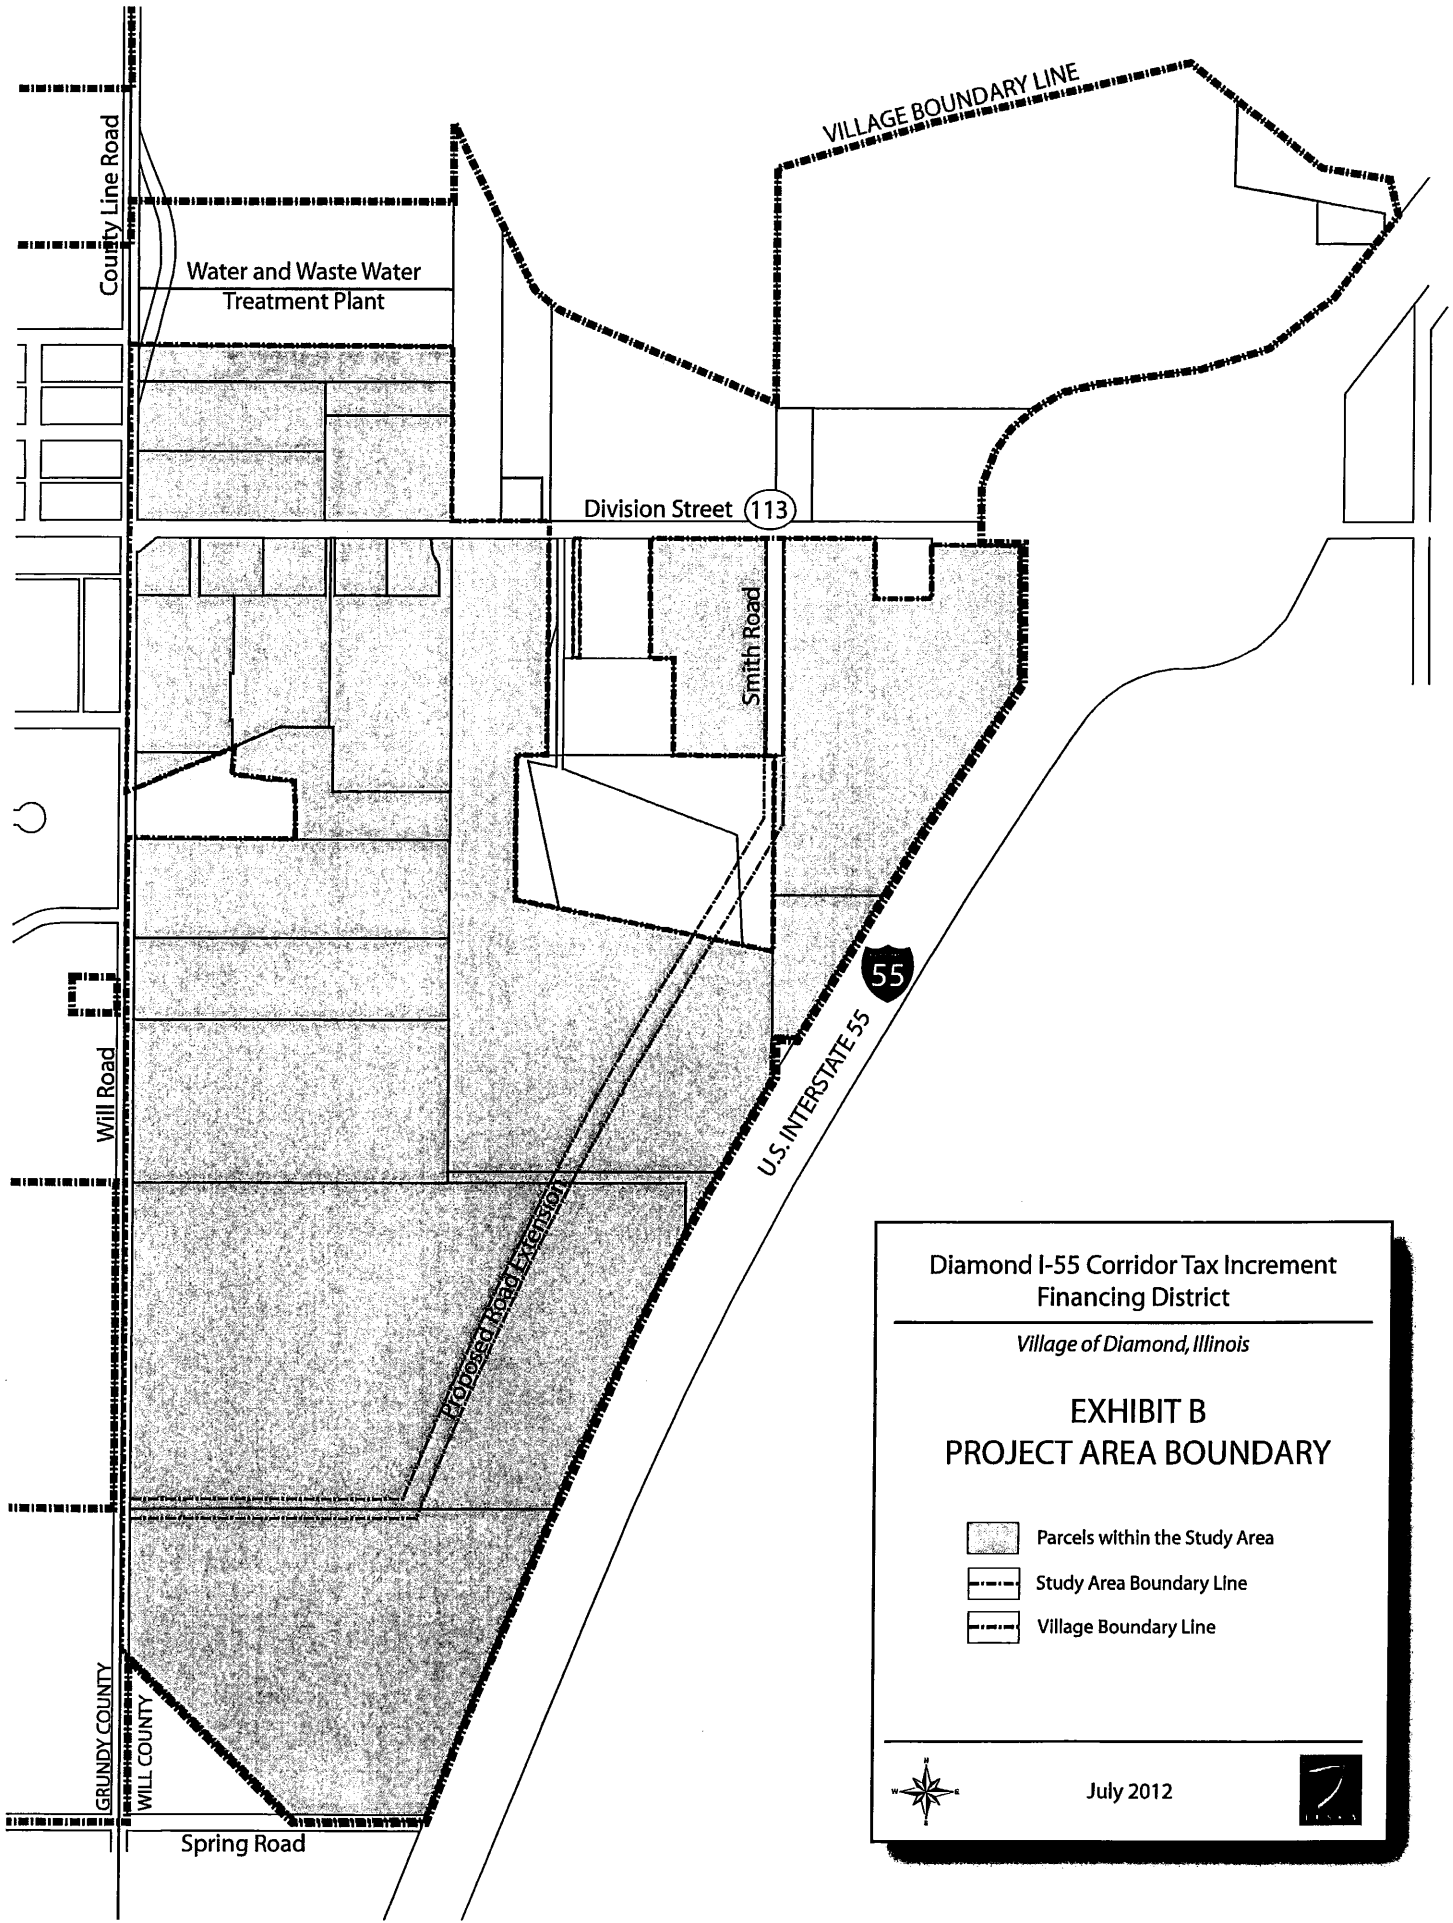 VILLAGE BOUNDARY LINE
County Line Road
Water and Waste Water
Treatment Plant
Division Street 113
Smith Road
55
U.S. INTERSTATE 55
Will Road
Proposed Road Extension
GRUNDY COUNTY
WILL COUNTY
Spring Road
Diamond I-55 Corridor Tax Increment
Financing District
Village of Diamond, Illinois
EXHIBIT B
PROJECT AREA BOUNDARY
Parcels within the Study Area
Study Area Boundary Line
Village Boundary Line
N
W
E
S
July 2012